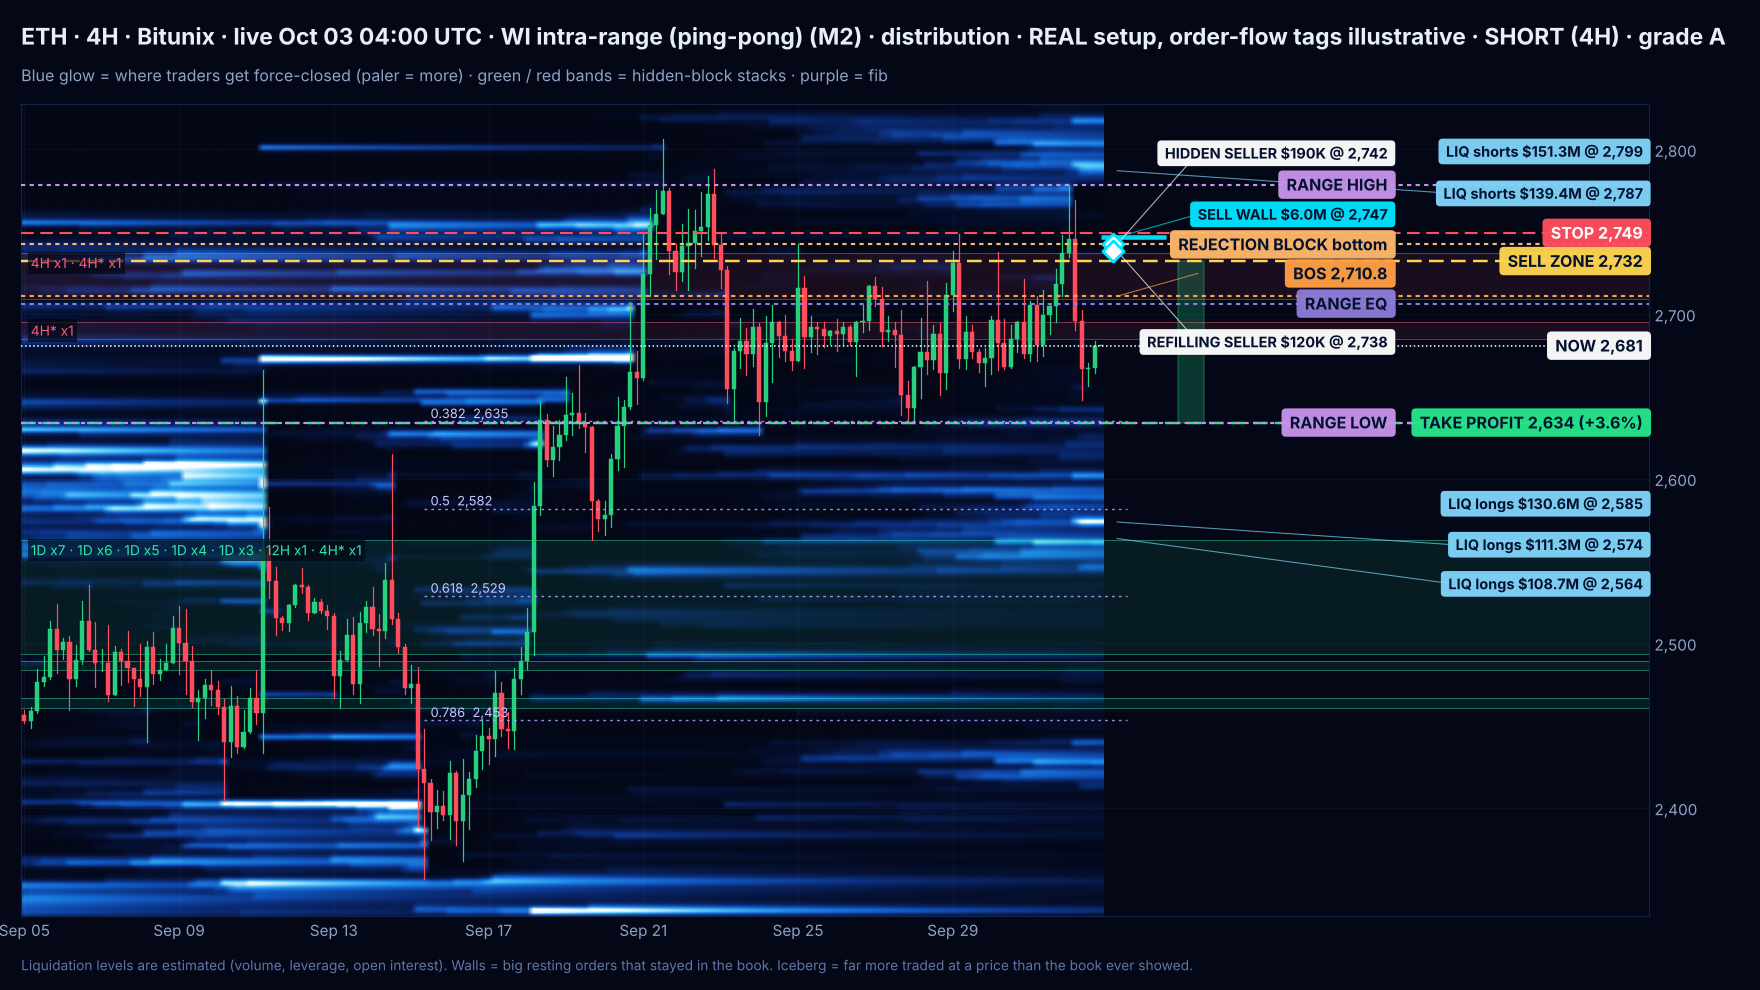 ETH · 4H · Bitunix · live Oct 03 04:00 UTC · WI intra-range (ping-pong) (M2) · distribution · REAL setup, order-flow tags illustrative · SHORT (4H) · grade A
Blue glow = where traders get force-closed (paler = more) · green / red bands = hidden-block stacks · purple = fib
HIDDEN SELLER $190K @ 2,742
LIQ shorts $151.3M @ 2,799
2,800
RANGE HIGH
LIQ shorts $139.4M @ 2,787
SELL WALL $6.0M @ 2,747
STOP 2,749
REJECTION BLOCK bottom
4H x1 · 4H* x1
SELL ZONE 2,732
BOS 2,710.8
RANGE EQ
2,700
4H* x1
REFILLING SELLER $120K @ 2,738
NOW 2,681
0.382 2,635
RANGE LOW
TAKE PROFIT 2,634 (+3.6%)
2,600
0.5 2,582
LIQ longs $130.6M @ 2,585
1D x7 · 1D x6 · 1D x5 · 1D x4 · 1D x3 · 12H x1 · 4H* x1
LIQ longs $111.3M @ 2,574
0.618 2,529
LIQ longs $108.7M @ 2,564
2,500
0.786 2,453
2,400
Sep 05
Sep 09
Sep 13
Sep 17
Sep 21
Sep 25
Sep 29
Liquidation levels are estimated (volume, leverage, open interest). Walls = big resting orders that stayed in the book. Iceberg = far more traded at a price than the book ever showed.